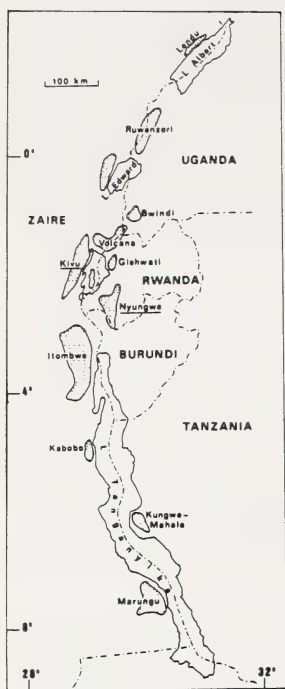 Lendu
L. Albert
100 km
Ruwenzori
0°
UGANDA
L. Edward
Bwindi
ZAIRE
Volcans
Kivu
Gishwati
RWANDA
Nyungwe
Itombwe
BURUNDI
4°
TANZANIA
Kabobo
L. Tanganyika
Kungwe-
Mahale
Marungu
8°
28°
32°